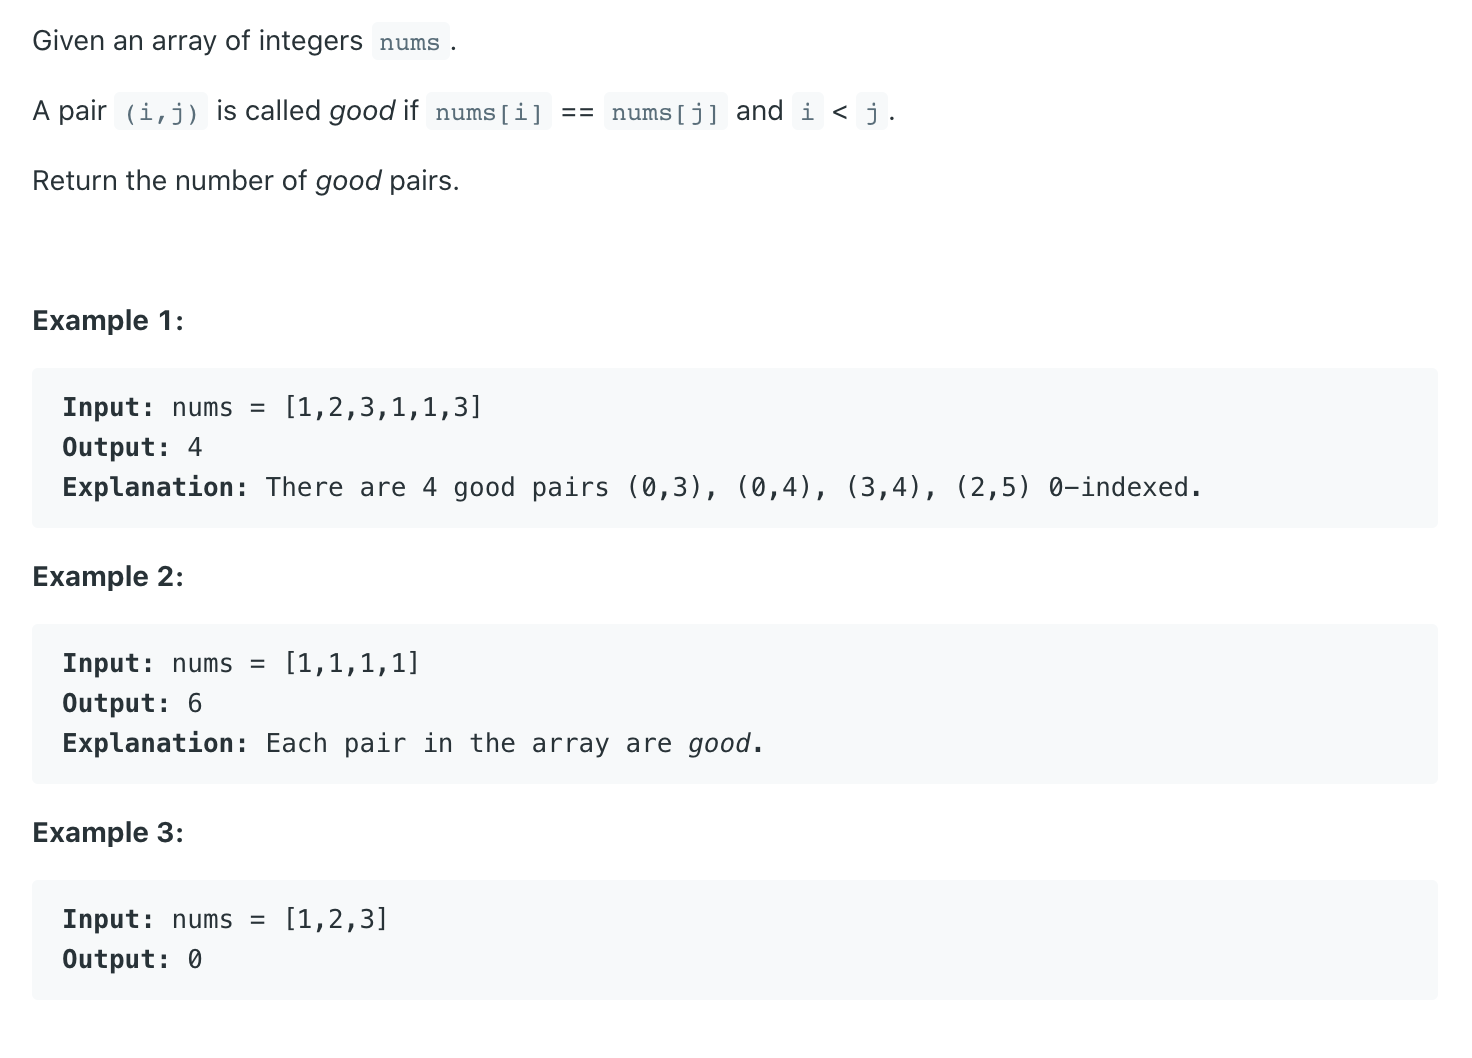 Given an array of integers nums .
A pair (i,j) is called good if nums[i] == nums[j] and i < j.
Return the number of good pairs.
Example 1:
Input: nums = [1,2,3,1,1,3]
Output: 4
Explanation: There are 4 good pairs (0,3), (0,4), (3,4), (2,5) 0-indexed.
Example 2:
Input: nums = [1,1,1,1]
Output: 6
Explanation: Each pair in the array are good.
Example 3:
Input: nums = [1,2,3]
Output: 0